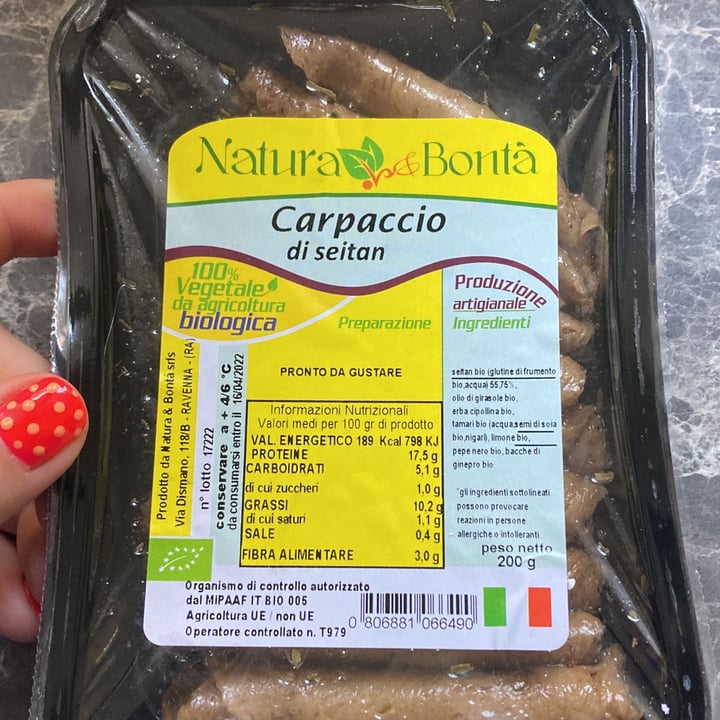 Natura & Bontà
Carpaccio
di seitan
100%
Vegetale
da agricoltura
biologica
Preparazione
Produzione
artigianale
Ingredienti
Prodotto da Natura & Bontà srls
Via Dismano, 118/B - RAVENNA - (RA)
n° lotto 17222
conservare a + 4/6 °C
da consumarsi entro il 16/04/2022
PRONTO DA GUSTARE
Informazioni Nutrizionali
Valori medi per 100 gr di prodotto
VAL. ENERGETICO 189 Kcal 798 KJ
PROTEINE 17,5 g
CARBOIDRATI 5,1 g
di cui zuccheri 1,0 g
GRASSI 10,2 g
di cui saturi 1,1 g
SALE 0,4 g
FIBRA ALIMENTARE 3,0 g
seitan bio (glutine di frumento
bio,acqua) 55,75%,
olio di girasole bio,
erba cipollina bio,
tamari bio (acqua,semi di soia
bio,nigari), limone bio,
pepe nero bio, bacche di
ginepro bio
"gli ingredienti sottolineati
possono provocare
reazioni in persone
allergiche o intolleranti
peso netto
200 g
Organismo di controllo autorizzato
dal MIPAAF IT BIO 005
Agricoltura UE / non UE
Operatore controllato n. T979
0 806881 066490